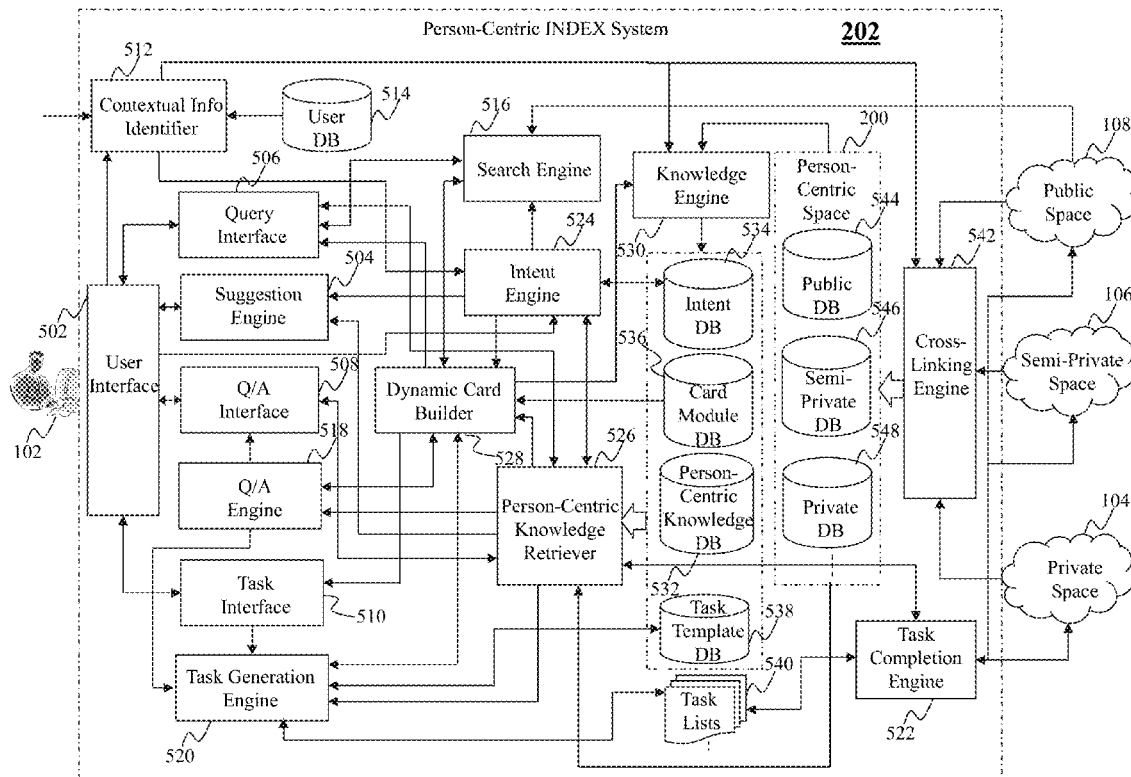 Person-Centric INDEX System
202
512
Contextual Info
Identifier
User
DB
514
516
Search Engine
Knowledge
Engine
530
200
Person-
Centric
Space
544
Public
DB
108
Public
Space
506
Query
Interface
524
Intent
Engine
534
Intent
DB
542
Cross-
Linking
Engine
502
User
Interface
504
Suggestion
Engine
536
Card
Module
DB
546
Semi-
Private
DB
106
Semi-Private
Space
102
508
Q/A
Interface
Dynamic Card
Builder
528
518
Q/A
Engine
526
Person-Centric
Knowledge
Retriever
Person-
Centric
Knowledge
DB
532
548
Private
DB
104
Private
Space
Task
Interface
510
Task
Template
DB
538
Task Generation
Engine
520
540
Task
Lists
Task
Completion
Engine
522